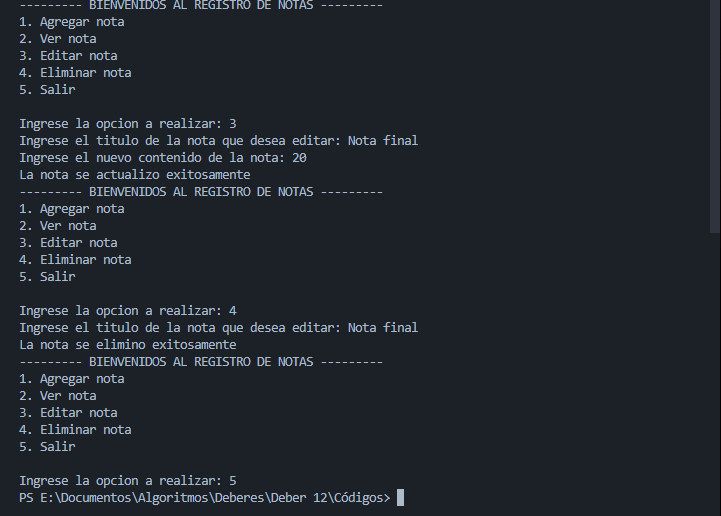 --------- BIENVENIDOS AL REGISTRO DE NOTAS ---------
1. Agregar nota
2. Ver nota
3. Editar nota
4. Eliminar nota
5. Salir

Ingrese la opcion a realizar: 3
Ingrese el titulo de la nota que desea editar: Nota final
Ingrese el nuevo contenido de la nota: 20
La nota se actualizo exitosamente
--------- BIENVENIDOS AL REGISTRO DE NOTAS ---------
1. Agregar nota
2. Ver nota
3. Editar nota
4. Eliminar nota
5. Salir

Ingrese la opcion a realizar: 4
Ingrese el titulo de la nota que desea editar: Nota final
La nota se elimino exitosamente
--------- BIENVENIDOS AL REGISTRO DE NOTAS ---------
1. Agregar nota
2. Ver nota
3. Editar nota
4. Eliminar nota
5. Salir

Ingrese la opcion a realizar: 5
PS E:\Documentos\Algoritmos\Deberes\Deber 12\Códigos>